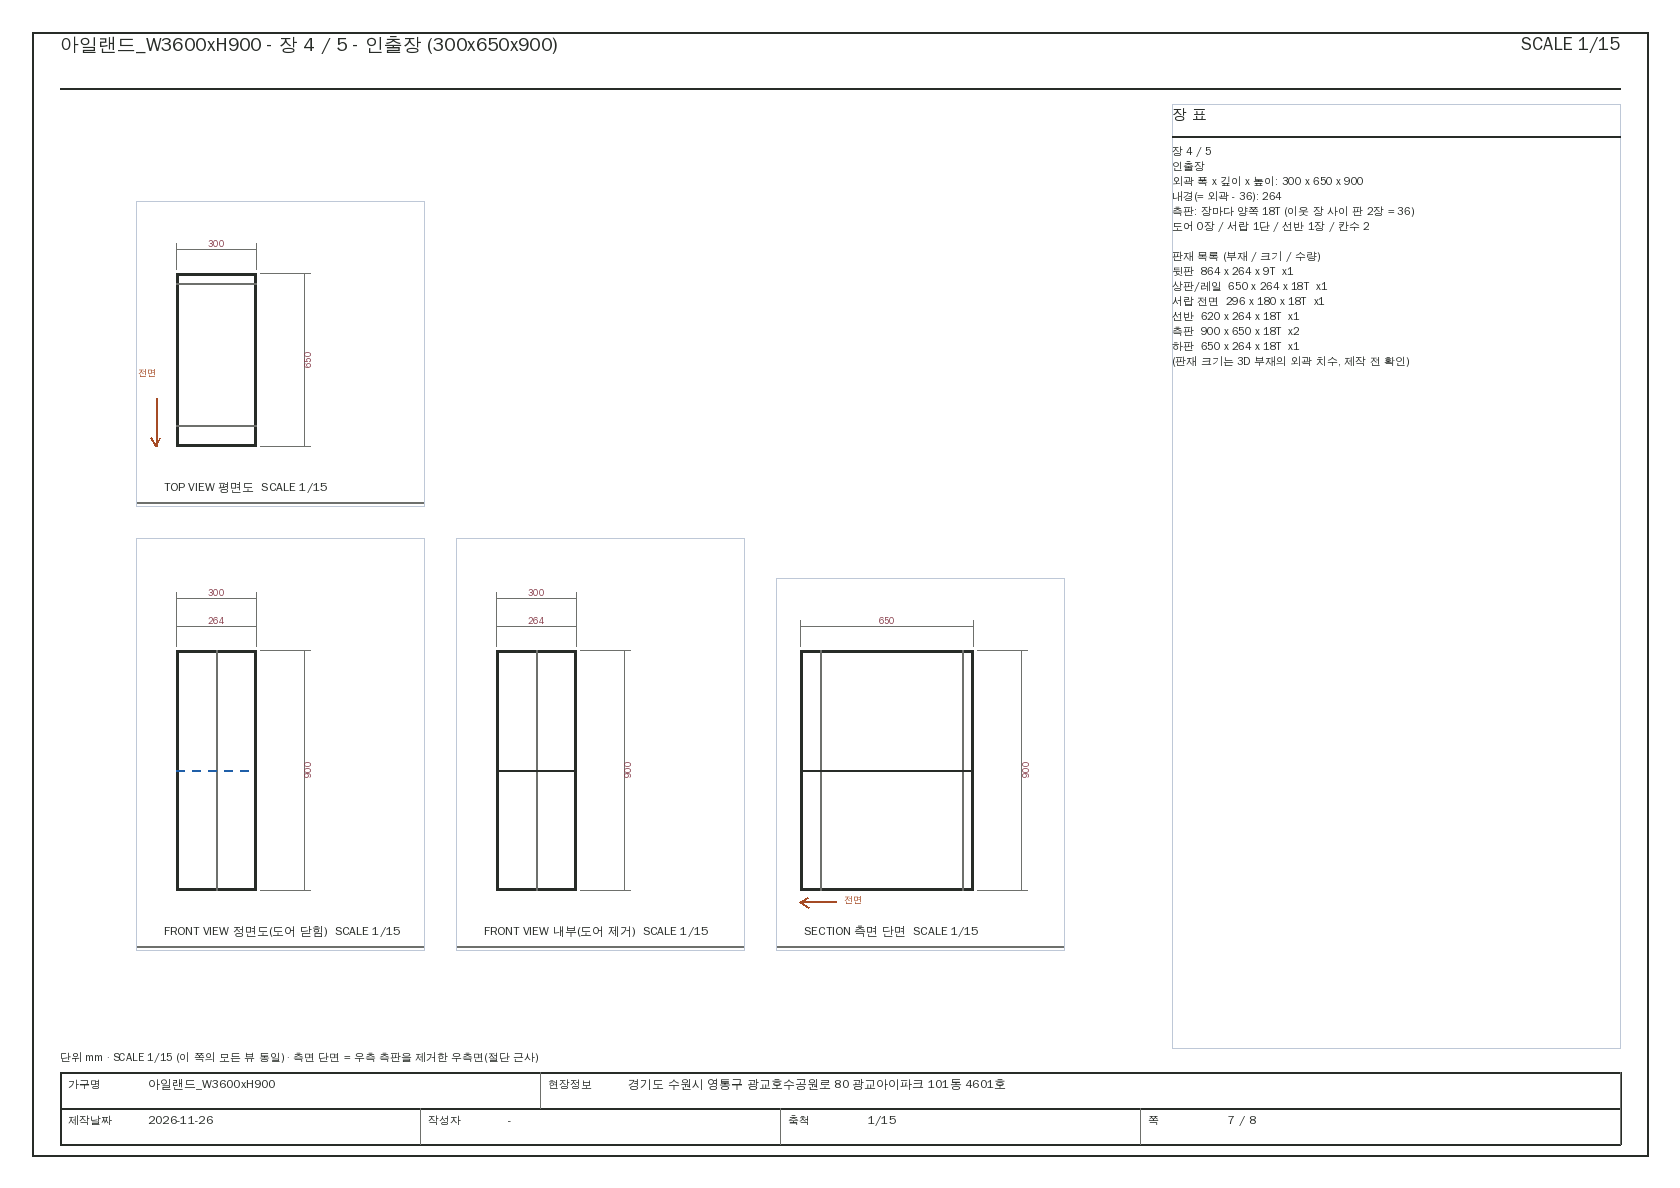 아일랜드_W3600xH900 - 장 4 / 5 - 인출장 (300x650x900)
SCALE 1/15
장 표
장 4 / 5
인출장
외곽 폭 x 깊이 x 높이: 300 x 650 x 900
내경(= 외곽 - 36): 264
측판: 장마다 양쪽 18T (이웃 장 사이 판 2장 = 36)
도어 0장 / 서랍 1단 / 선반 1장 / 칸수 2
판재 목록 (부재 / 크기 / 수량)
뒷판 864 x 264 x 9T x1
상판/레일 650 x 264 x 18T x1
서랍 전면 296 x 180 x 18T x1
선반 620 x 264 x 18T x1
측판 900 x 650 x 18T x2
하판 650 x 264 x 18T x1
(판재 크기는 3D 부재의 외곽 치수, 제작 전 확인)
300
650
전면
TOP VIEW 평면도 SCALE 1/15
300
264
900
FRONT VIEW 정면도(도어 닫힘) SCALE 1/15
300
264
900
FRONT VIEW 내부(도어 제거) SCALE 1/15
650
900
전면
SECTION 측면 단면 SCALE 1/15
단위 mm · SCALE 1/15 (이 쪽의 모든 뷰 동일) · 측면 단면 = 우측 측판을 제거한 우측면(절단 근사)
가구명 아일랜드_W3600xH900
현장정보 경기도 수원시 영통구 광교호수공원로 80 광교아이파크 101동 4601호
제작날짜 2026-11-26
작성자 -
축척 1/15
쪽 7 / 8